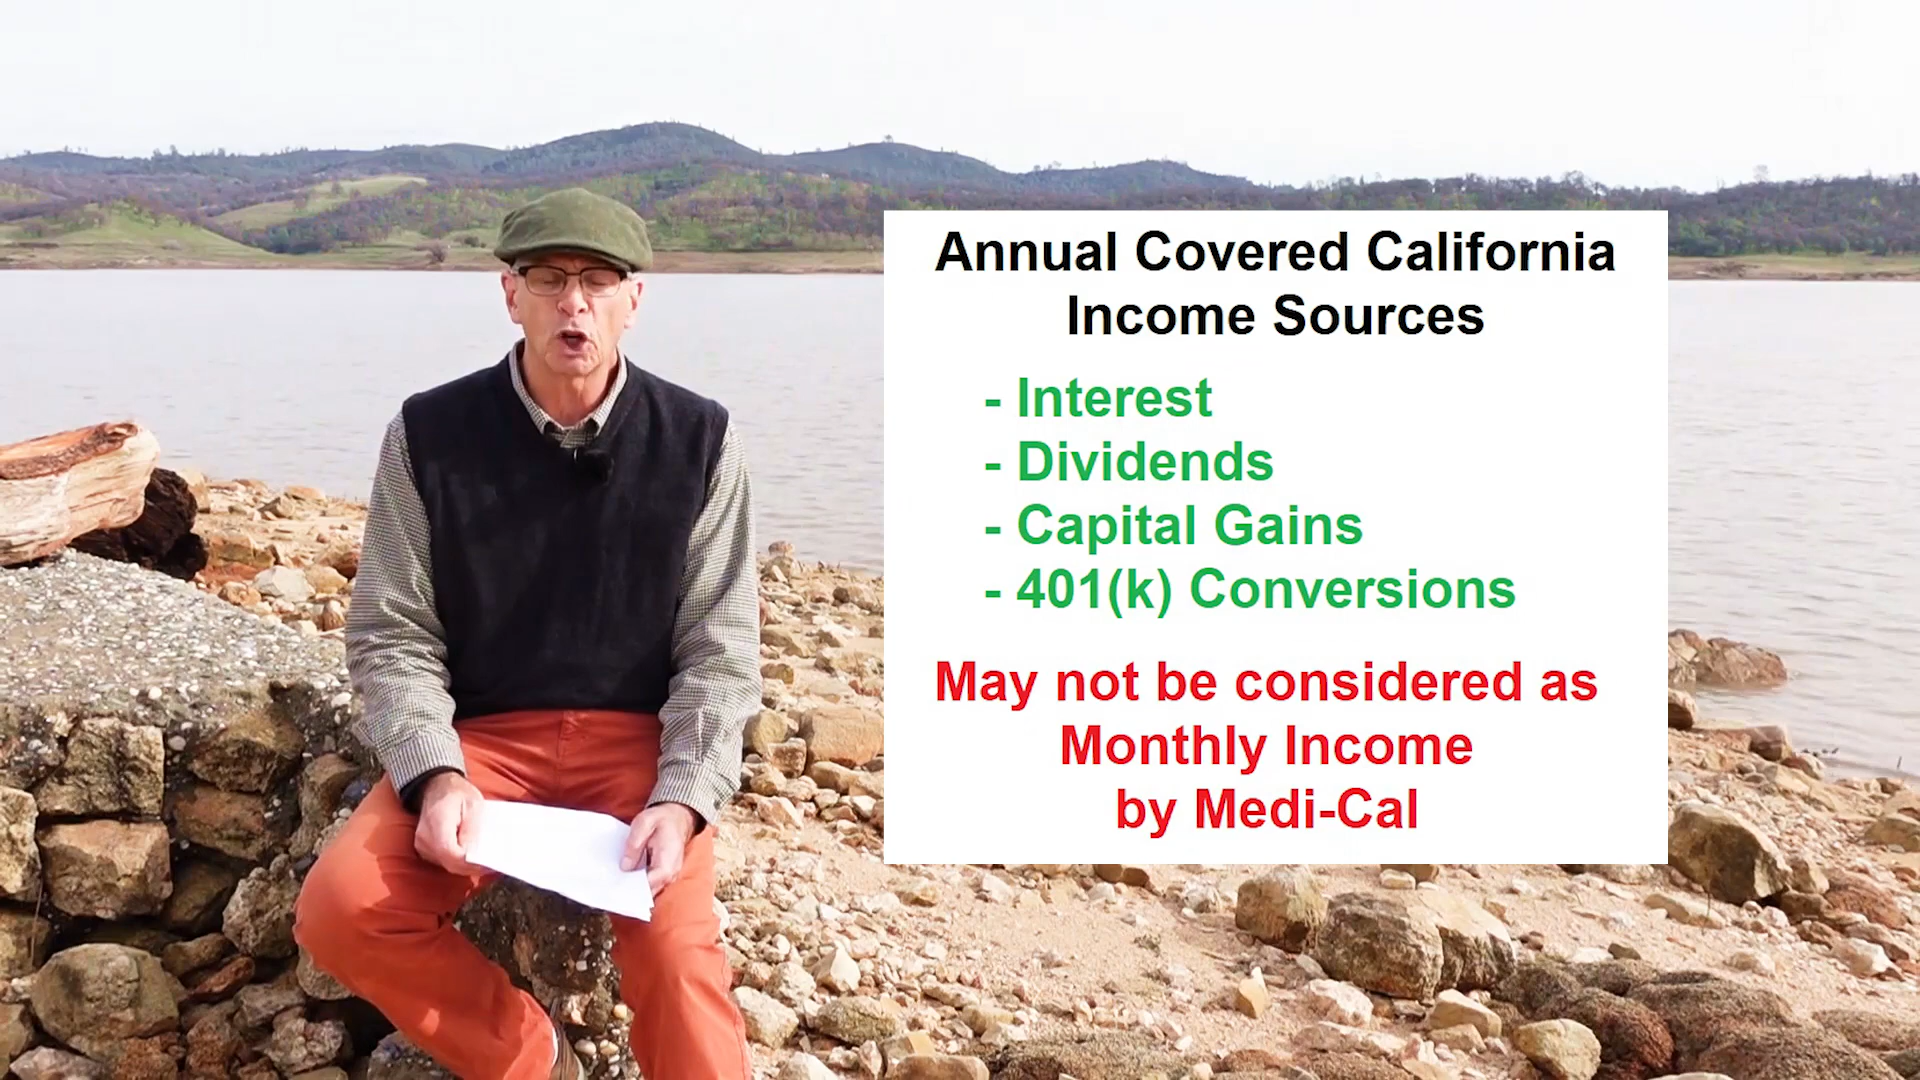 Annual Covered California
Income Sources
- Interest
- Dividends
- Capital Gains
- 401(k) Conversions
May not be considered as
Monthly Income
by Medi-Cal